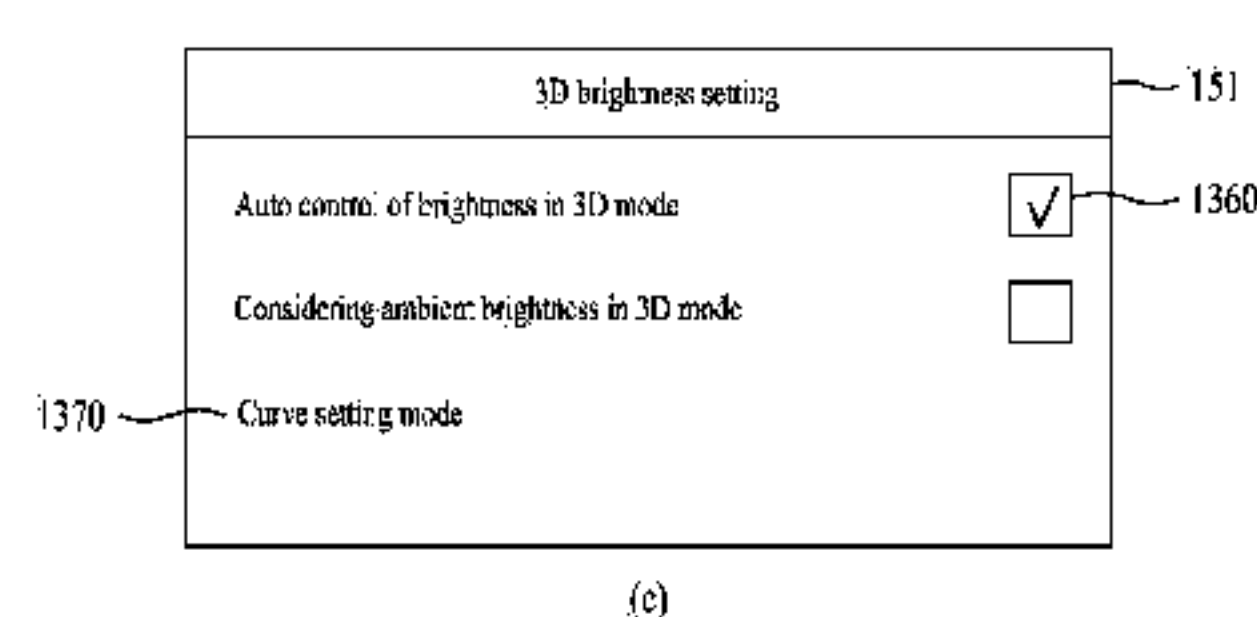 3D brightness setting
151
Auto control of brightness in 3D mode
1360
Considering ambient brightness in 3D mode
1370
Curve setting mode
(c)